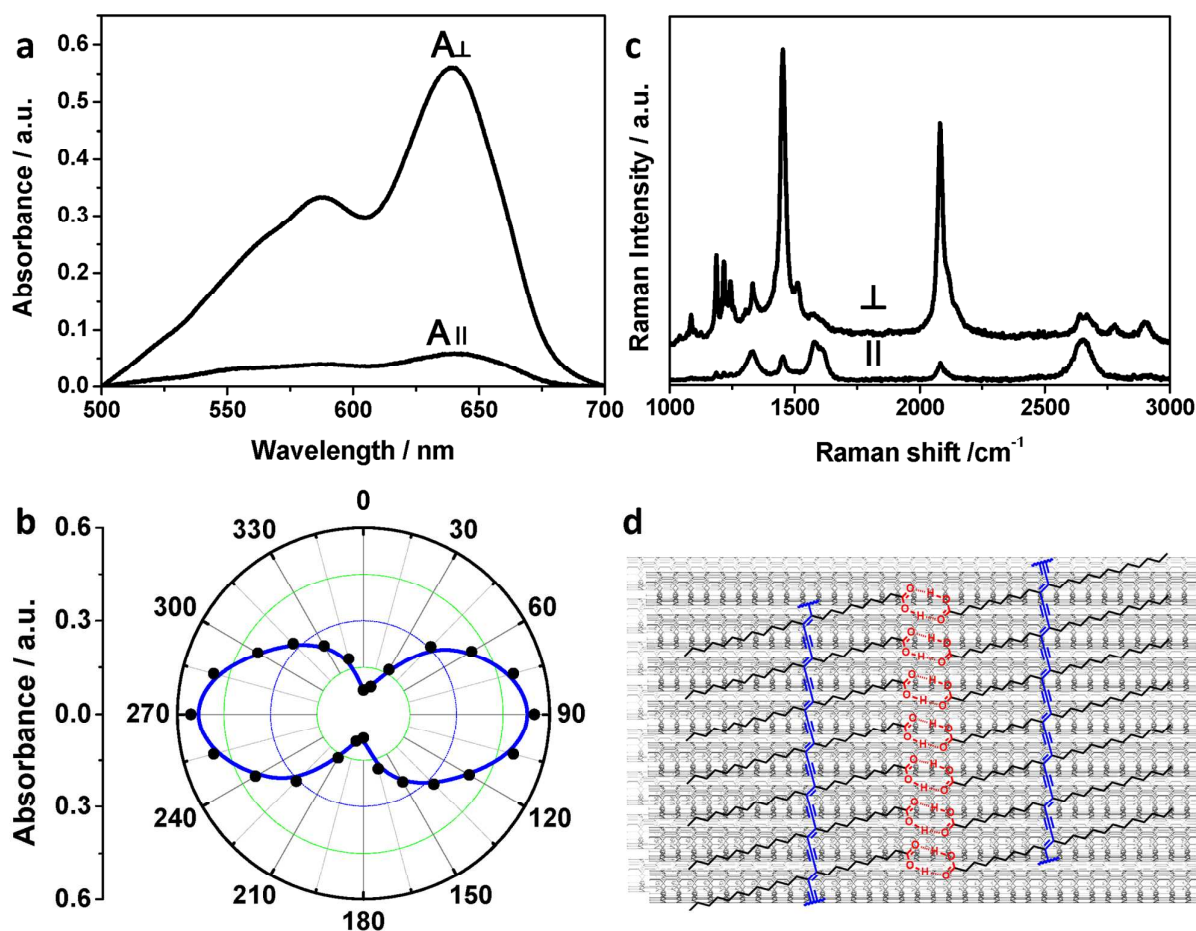 a
Absorbance / a.u.
0.6
0.5
0.4
0.3
0.2
0.1
0.0
A⊥
A||
500
550
600
650
700
Wavelength / nm
c
Raman Intensity / a.u.
⊥
||
1000
1500
2000
2500
3000
Raman shift /cm-1
b
Absorbance / a.u.
0.6
0.3
0.0
0.3
0.6
0
30
60
90
120
150
180
210
240
270
300
330
d
O H O
O H O
O H O
O H O
O H O
O H O
O H O
O H O
O H O
O H O
O H O
O H O
O H O
O H O